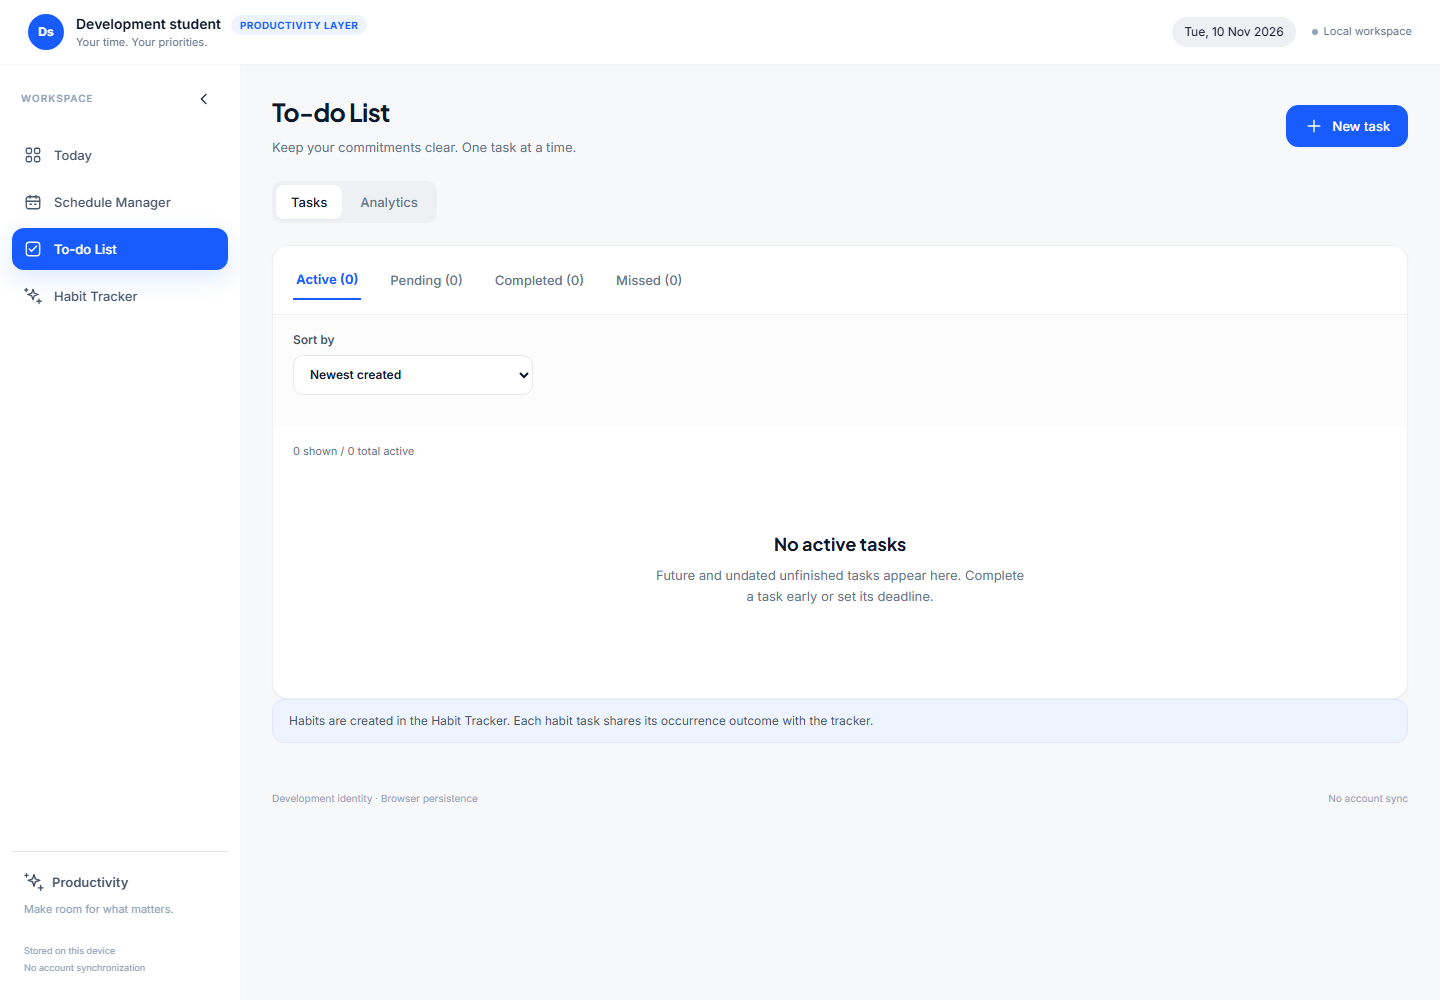 Ds
Development student
PRODUCTIVITY LAYER
Your time. Your priorities.
Tue, 10 Nov 2026
Local workspace
WORKSPACE
Today
Schedule Manager
To-do List
Habit Tracker
To-do List
Keep your commitments clear. One task at a time.
New task
Tasks
Analytics
Active (0)
Pending (0)
Completed (0)
Missed (0)
Sort by
Newest created
0 shown / 0 total active
No active tasks
Future and undated unfinished tasks appear here. Complete
a task early or set its deadline.
Habits are created in the Habit Tracker. Each habit task shares its occurrence outcome with the tracker.
Development identity · Browser persistence
No account sync
Productivity
Make room for what matters.
Stored on this device
No account synchronization